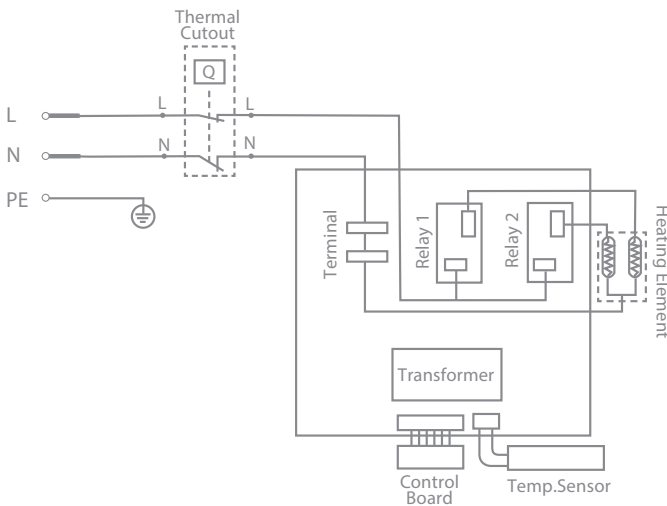 Thermal
Cutout
Q
L
L
L
N
N
N
PE
Terminal
Relay 1
Relay 2
Heating Element
Transformer
Control
Board
Temp.Sensor